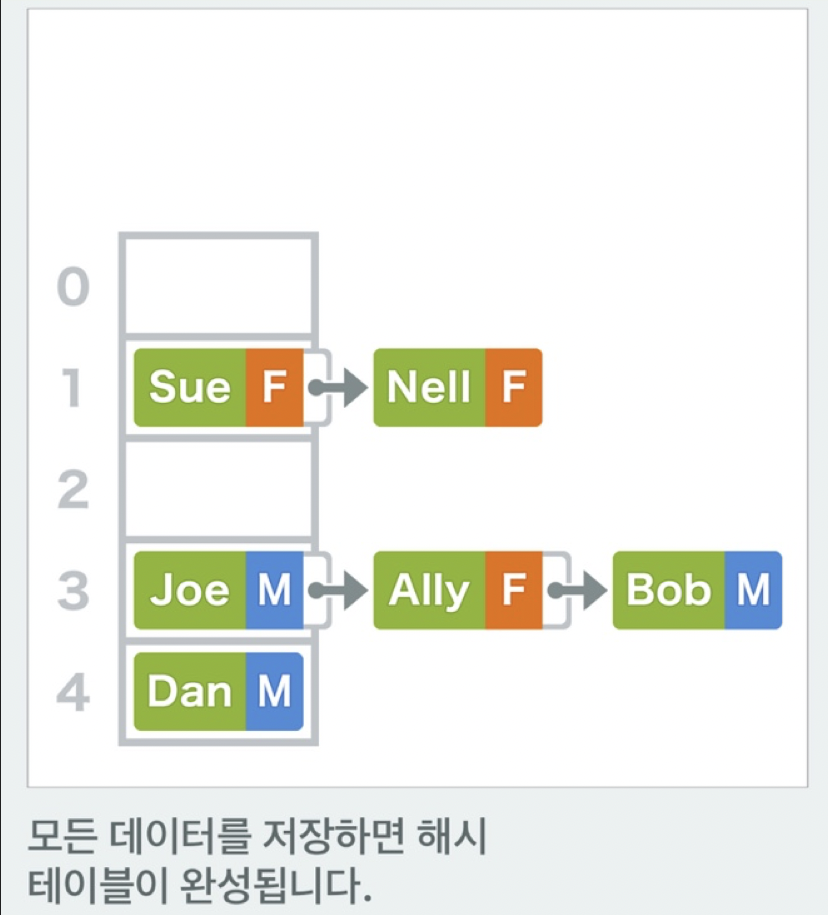 0
1 Sue F Nell F
2
3 Joe M Ally F Bob M
4 Dan M
모든 데이터를 저장하면 해시
테이블이 완성됩니다.